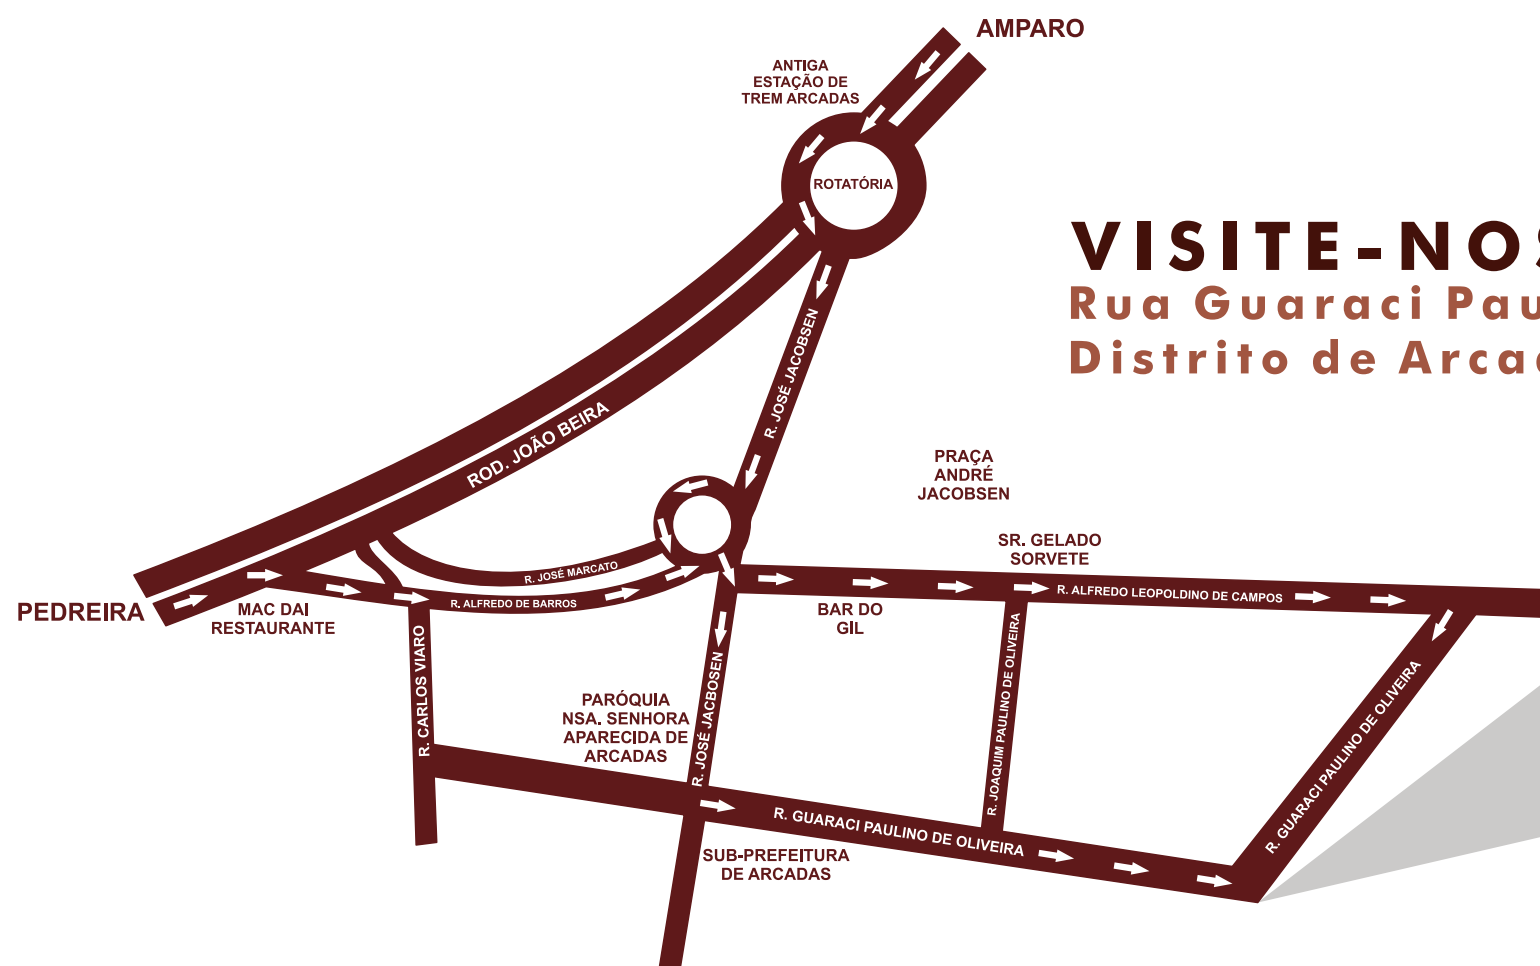 AMPARO
ANTIGA
ESTAÇÃO DE
TREM ARCADAS
ROTATÓRIA
VISITE-NOS
Rua Guaraci Pau
Distrito de Arca
R. JOSÉ JACOBSEN
ROD. JOÃO BEIRA
PRAÇA
ANDRÉ
JACOBSEN
SR. GELADO
SORVETE
R. JOSÉ MARCATO
R. ALFREDO DE BARROS
R. ALFREDO LEOPOLDINO DE CAMPOS
PEDREIRA
MAC DAI
RESTAURANTE
BAR DO
GIL
R. CARLOS VIARO
R. JOSÉ JACBOSEN
R. JOAQUIM PAULINO DE OLIVEIRA
R. GUARACI PAULINO DE OLIVEIRA
PARÓQUIA
NSA. SENHORA
APARECIDA DE
ARCADAS
R. GUARACI PAULINO DE OLIVEIRA
SUB-PREFEITURA
DE ARCADAS